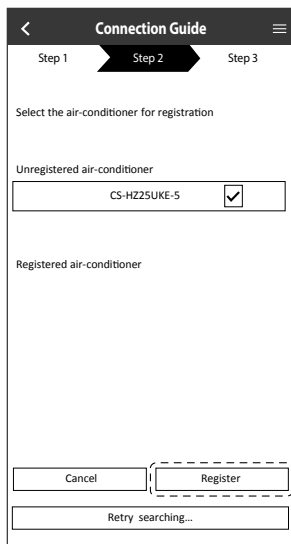 Connection Guide
Step 1 Step 2 Step 3
Select the air-conditioner for registration
Unregistered air-conditioner
CS-HZ25UKE-5
Registered air-conditioner
Cancel Register
Retry searching...